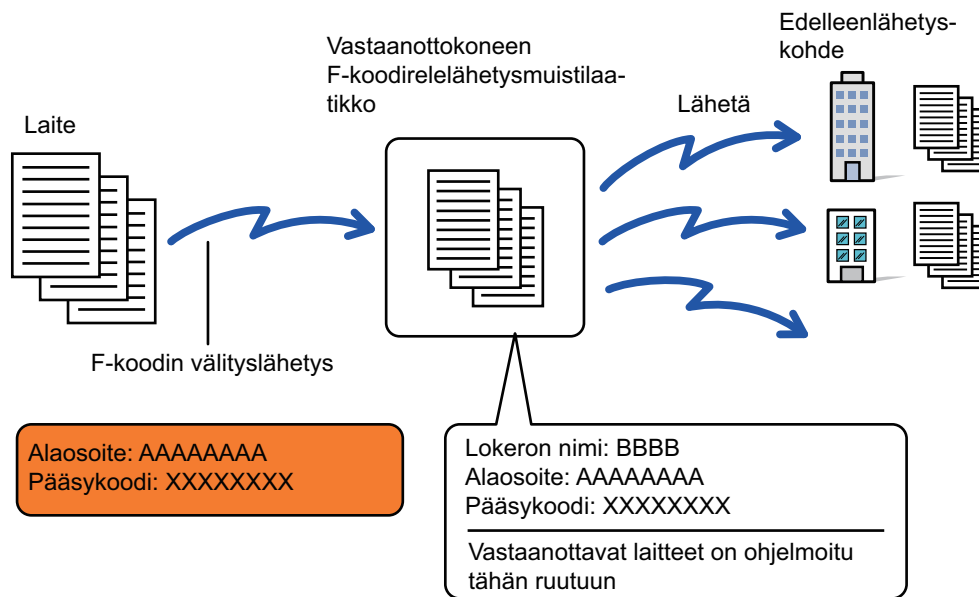 Edelleenlähetys-
kohde
Vastaanottokoneen
F-koodirelelähetysmuistilaa-
tikko
Lähetä
Laite
F-koodin välityslähetys
Alaosoite: AAAAAAAA
Pääsykoodi: XXXXXXXX
Lokeron nimi: BBBB
Alaosoite: AAAAAAAA
Pääsykoodi: XXXXXXXX
Vastaanottavat laitteet on ohjelmoitu
tähän ruutuun